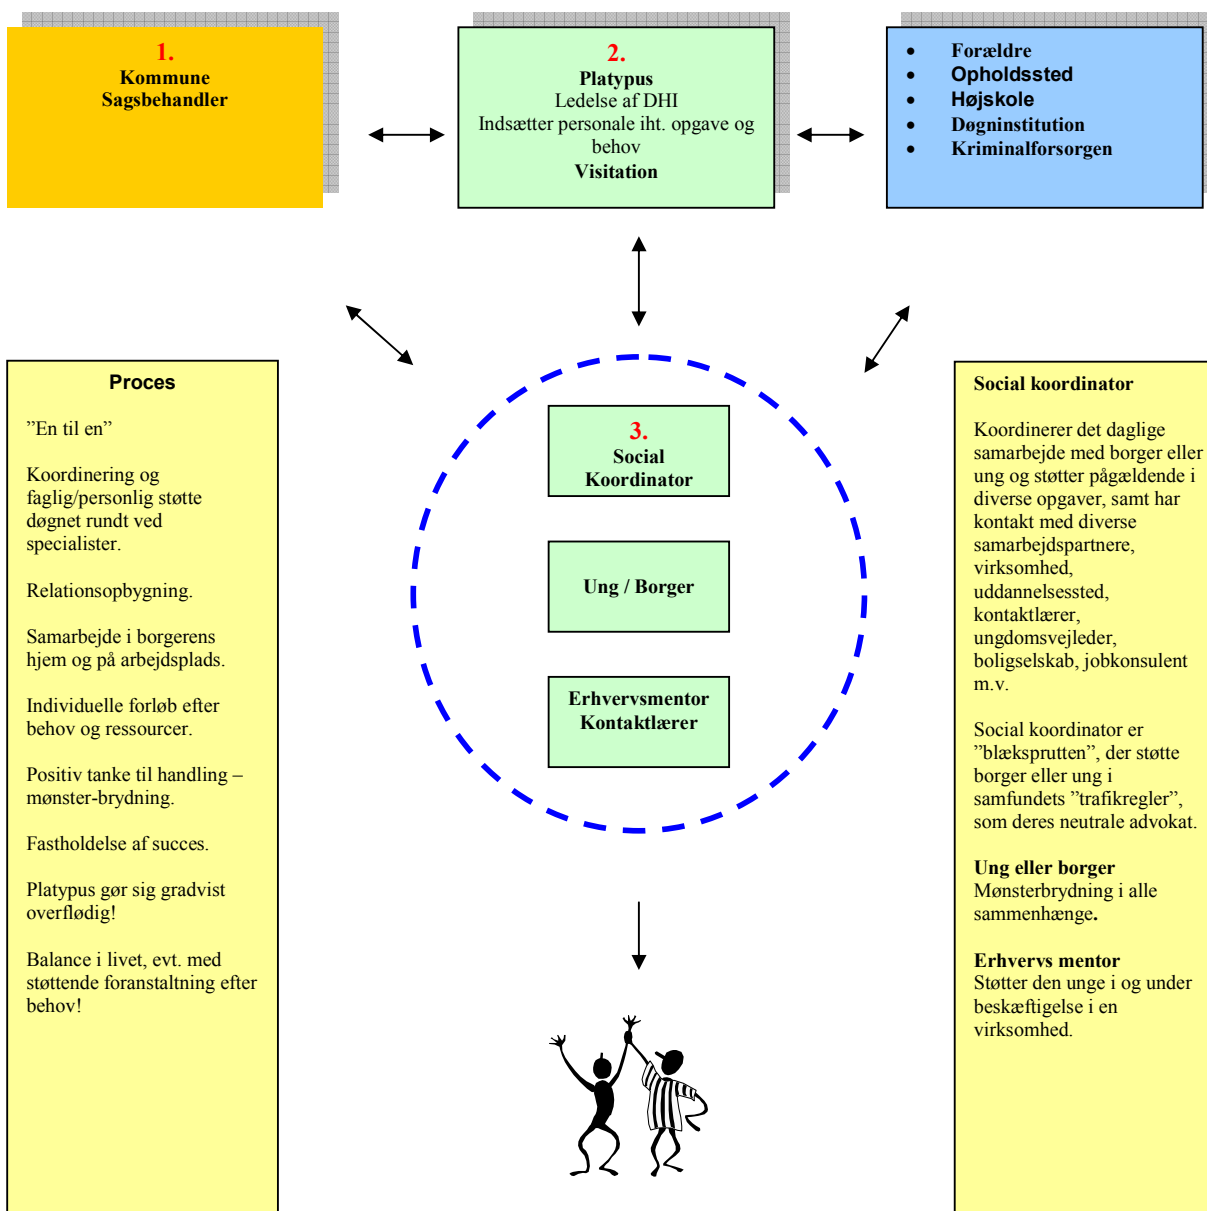 1.
Kommune
Sagsbehandler
2.
Platypus
Ledelse af DHI
Indsætter personale iht. opgave og
behov
Visitation
• Forældre
• Opholdssted
• Højskole
• Døgninstitution
• Kriminalforsorgen
Proces
”En til en”
Koordinering og
faglig/personlig støtte
døgnet rundt ved
specialister.
Relationsopbygning.
Samarbejde i borgerens
hjem og på arbejdsplads.
Individuelle forløb efter
behov og ressourcer.
Positiv tanke til handling –
mønster-brydning.
Fastholdelse af succes.
Platypus gør sig gradvist
overflødig!
Balance i livet, evt. med
støttende foranstaltning efter
behov!
3.
Social
Koordinator
Ung / Borger
Erhvervsmentor
Kontaktlærer
Social koordinator
Koordinerer det daglige
samarbejde med borger eller
ung og støtter pågældende i
diverse opgaver, samt har
kontakt med diverse
samarbejdspartnere,
virksomhed,
uddannelsessted,
kontaktlærer,
ungdomsvejleder,
boligselskab, jobkonsulent
m.v.
Social koordinator er
”blæksprutten”, der støtte
borger eller ung i
samfundets ”trafikregler”,
som deres neutrale advokat.
Ung eller borger
Mønsterbrydning i alle
sammenhænge.
Erhvervs mentor
Støtter den unge i og under
beskæftigelse i en
virksomhed.